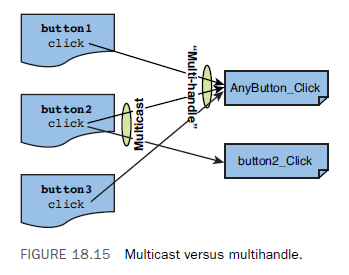 button1
click
"Multi-handle"
AnyButton_Click
button2
click
Multicast
button2_Click
button3
click
FIGURE 18.15 Multicast versus multihandle.